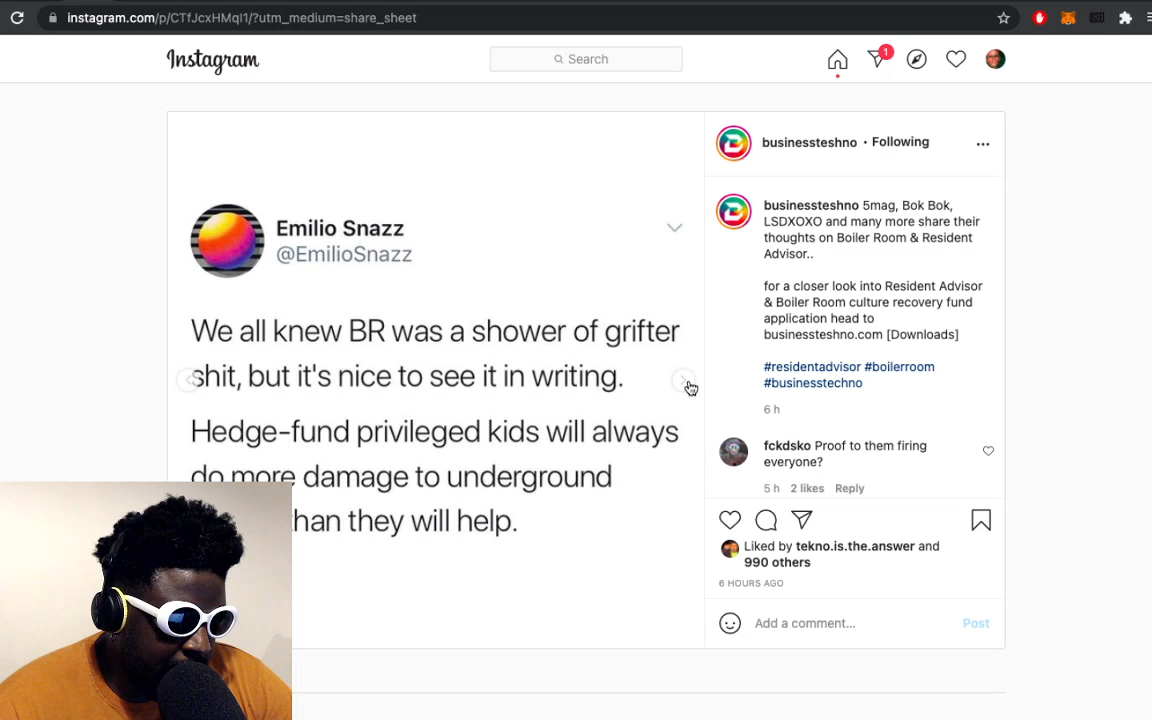 instagram.com/p/CTfJcxHMqI1/?utm_medium=share_sheet
Instagram
Search
1
businessteshno • Following
Emilio Snazz
@EmilioSnazz
We all knew BR was a shower of grifter
shit, but it's nice to see it in writing.
Hedge-fund privileged kids will always
do more damage to underground
than they will help.
businessteshno 5mag, Bok Bok,
LSDXOXO and many more share their
thoughts on Boiler Room & Resident
Advisor..
for a closer look into Resident Advisor
& Boiler Room culture recovery fund
application head to
businessteshno.com [Downloads]
#residentadvisor #boilerroom
#businesstechno
6 h
fckdsko Proof to them firing
everyone?
5 h 2 likes Reply
Liked by tekno.is.the.answer and
990 others
6 HOURS AGO
Add a comment... Post